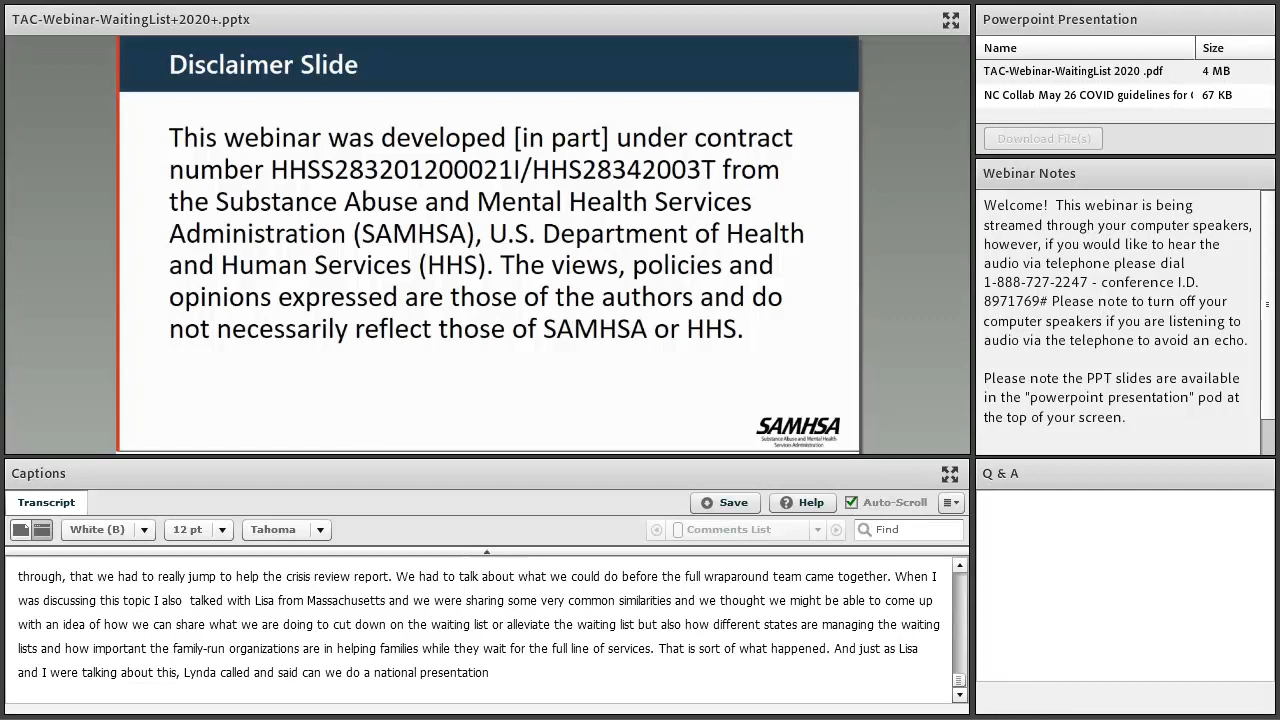 TAC-Webinar-WaitingList+2020+.pptx
Disclaimer Slide
This webinar was developed [in part] under contract
number HHSS283201200021I/HHS28342003T from
the Substance Abuse and Mental Health Services
Administration (SAMHSA), U.S. Department of Health
and Human Services (HHS). The views, policies and
opinions expressed are those of the authors and do
not necessarily reflect those of SAMHSA or HHS.
SAMHSA
Substance Abuse and Mental Health
Services Administration
Powerpoint Presentation
Name Size
TAC-Webinar-WaitingList 2020 .pdf 4 MB
NC Collab May 26 COVID guidelines for 67 KB
Download File(s)
Webinar Notes
Welcome! This webinar is being
streamed through your computer speakers,
however, if you would like to hear the
audio via telephone please dial
1-888-727-2247 - conference I.D.
8971769# Please note to turn off your
computer speakers if you are listening to
audio via the telephone to avoid an echo.
Please note the PPT slides are available
in the "powerpoint presentation" pod at
the top of your screen.
Captions
Transcript
Save Help Auto-Scroll
White (B) 12 pt Tahoma Comments List Find
through, that we had to really jump to help crisis review report. We had to talk about what we could do before the full wraparound team came together. When I
was discussing this topic I also talked with Lisa from Massachusetts and we were sharing some very common similarities and we thought we might be able to come up
with an idea of how we can share what we are doing to cut down on the waiting list or alleviate the waiting list but also how different states are managing the waiting
lists and how important the family-run organizations are in helping families while they wait for the full line of services. That is sort of what happened. And just as Lisa
and I were talking about this, Lynda called and said can we do a national presentation
Q & A